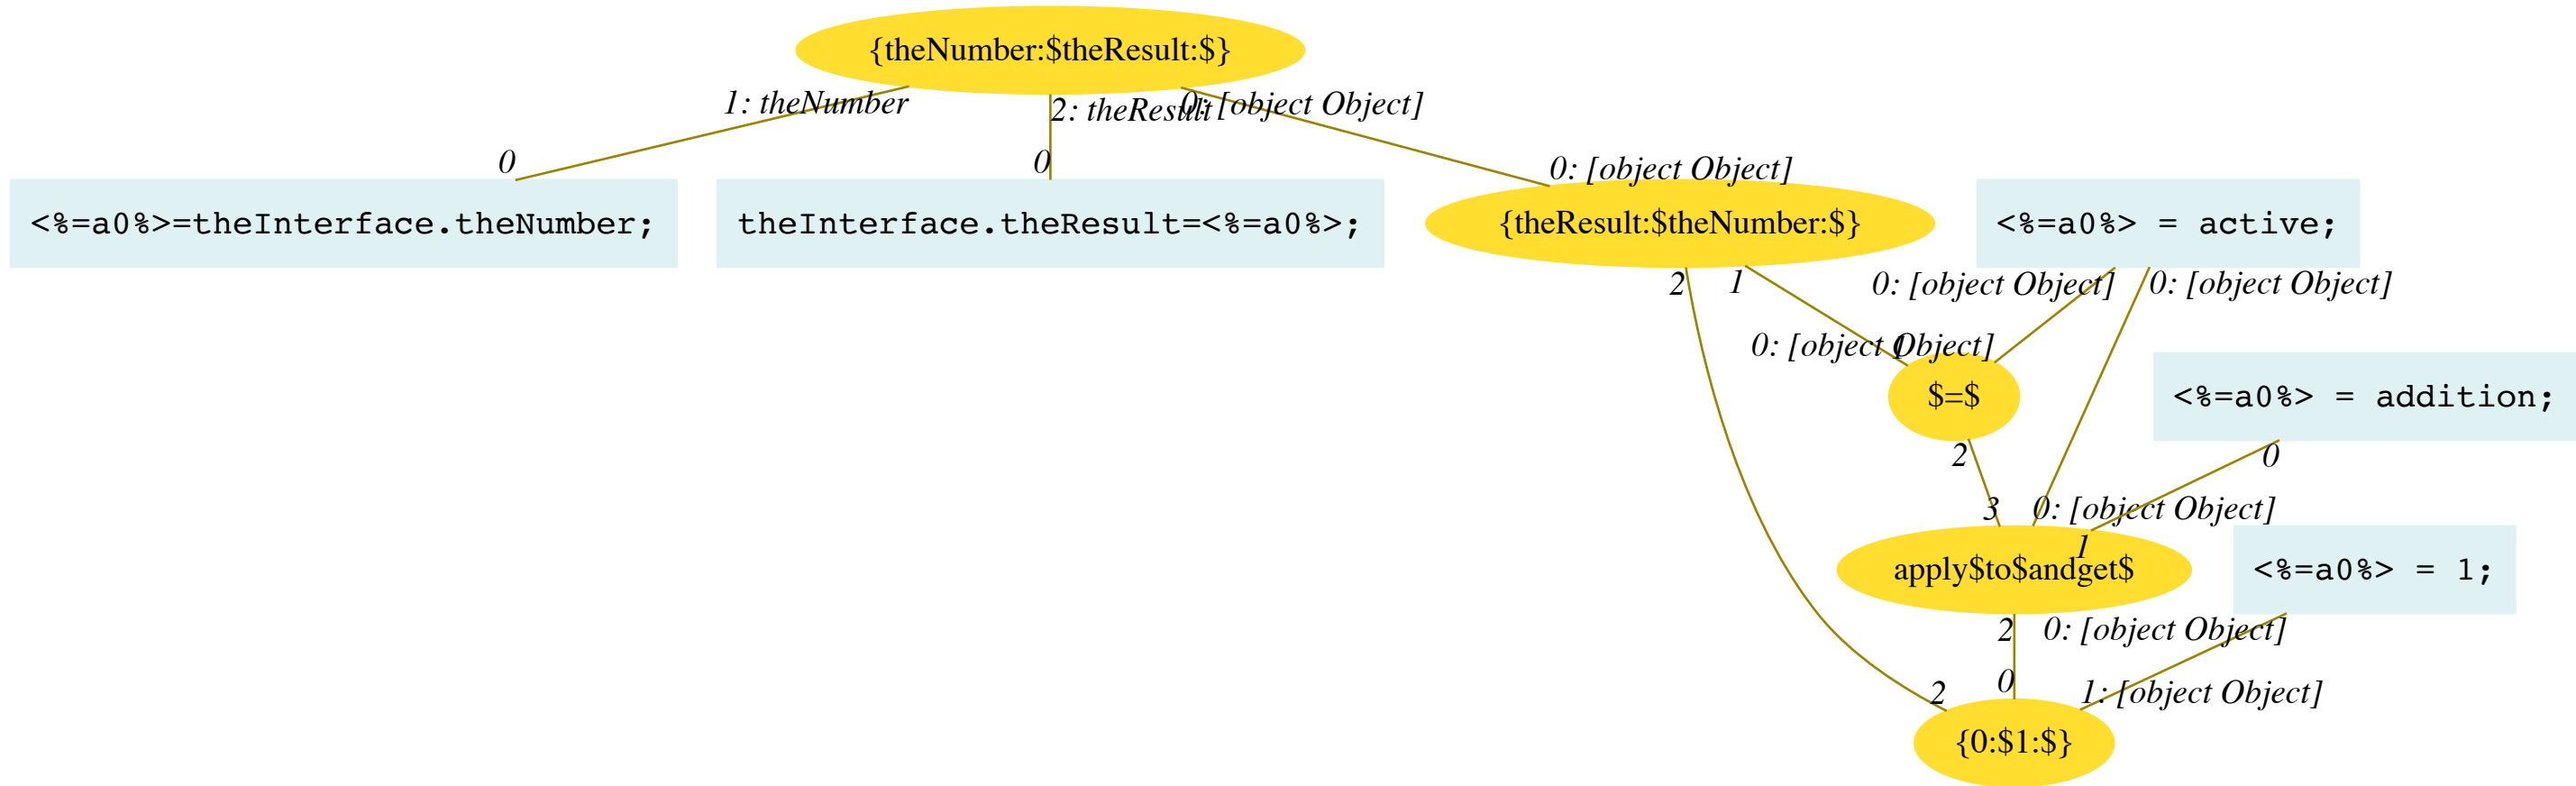 {theNumber:$theResult:$}
1: theNumber
2: theResult
0: [object Object]
0
0
0: [object Object]
<%=a0%>=theInterface.theNumber;
theInterface.theResult=<%=a0%>;
{theResult:$theNumber:$}
<%=a0%> = active;
2
1
0: [object Object]
0: [object Object]
0: [object Object]
1
$=$
<%=a0%> = addition;
2
0
3
0: [object Object]
1
apply$to$andget$
<%=a0%> = 1;
2
0: [object Object]
2
0
1: [object Object]
{0:$1:$}